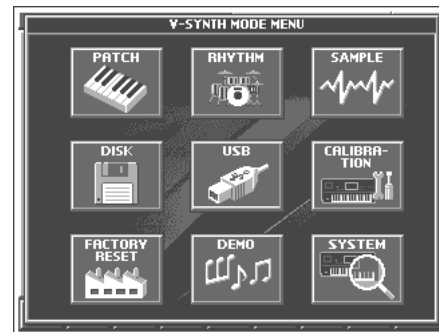 V-SYNTH MODE MENU
PATCH
RHYTHM
SAMPLE
DISK
USB
CALIBRA-
TION
FACTORY
RESET
DEMO
SYSTEM